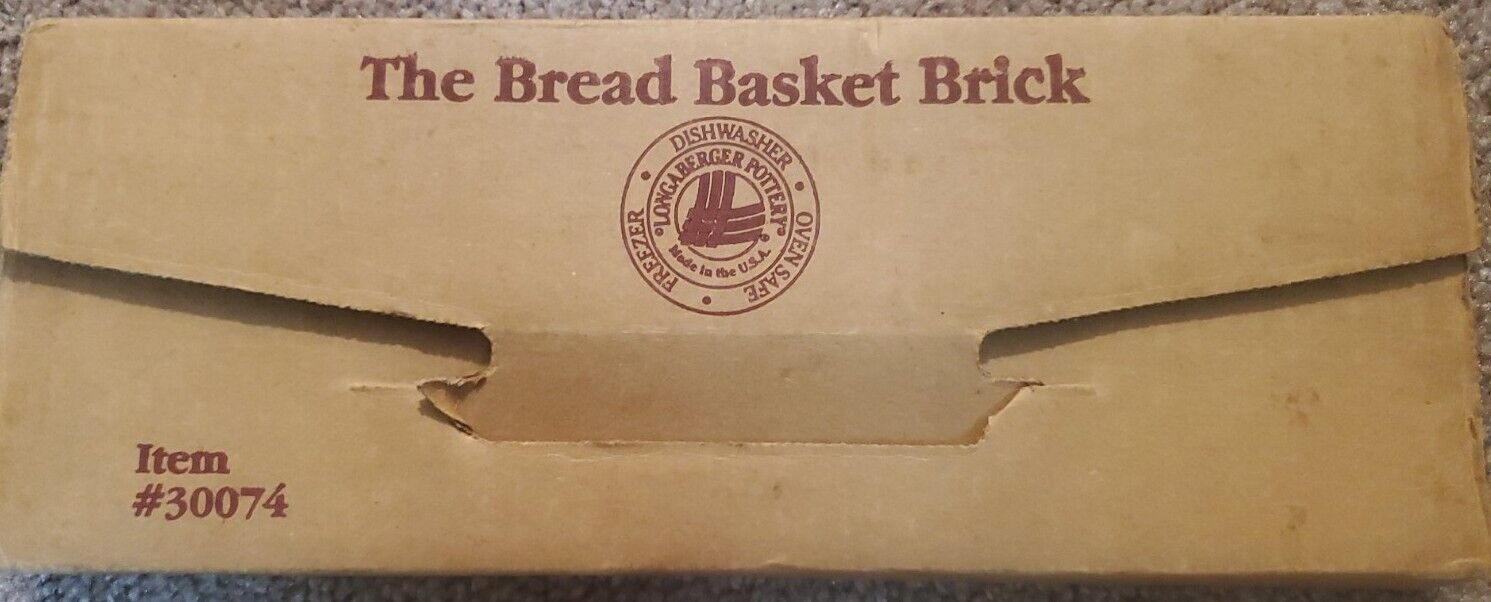 The Bread Basket Brick
DISHWASHER • OVEN SAFE • FREEZER •
LONGABERGER POTTERY
Made in the U.S.A.
Item
#30074